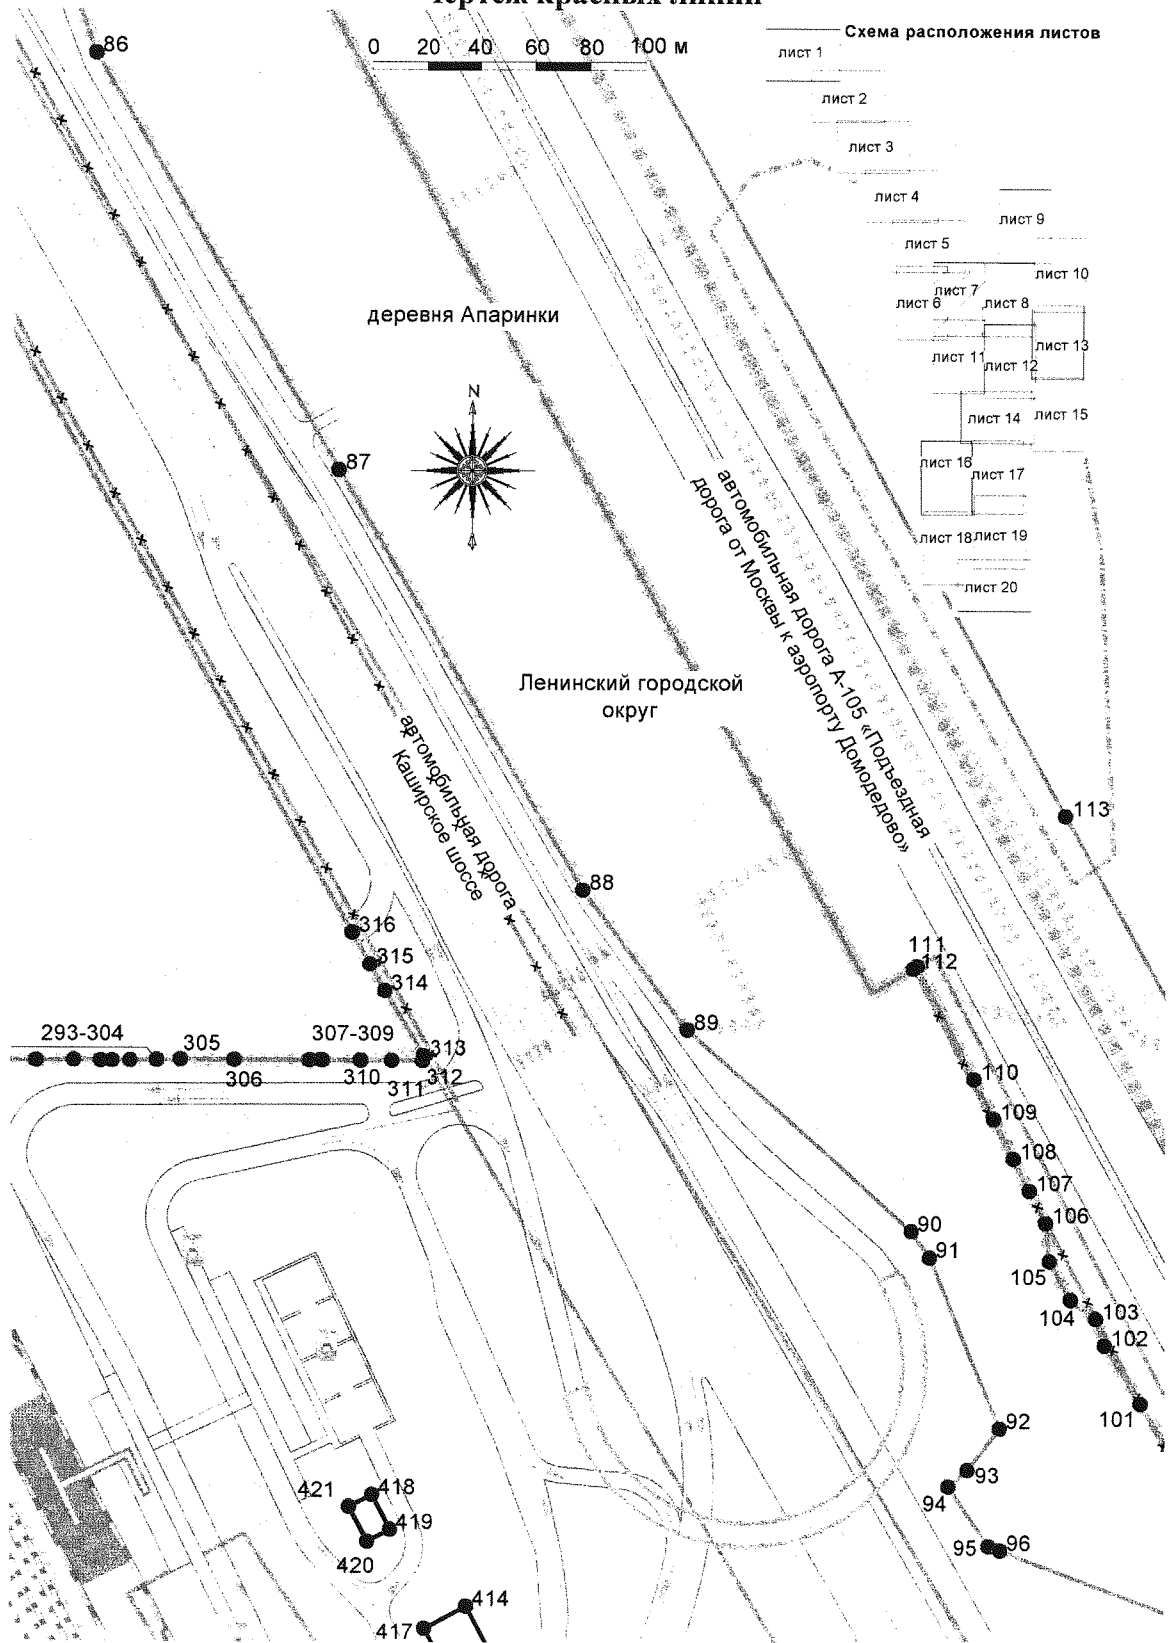 Чертеж красных линий
86
0 20 40 60 80 100 м
Схема расположения листов
лист 1
лист 2
лист 3
лист 4
лист 9
лист 5
лист 10
лист 7
лист 6
лист 8
лист 13
лист 11
лист 12
лист 14
лист 15
лист 16
лист 17
лист 18
лист 19
лист 20
деревня Апаринки
N
87
автомобильная дорога А-105 «Подъездная
дорога от Москвы к аэропорту Домодедово»
Ленинский городской
округ
автомобильная дорога
Каширское шоссе
113
88
316
315
314
111
112
89
293-304
305
307-309
313
306
310
311
312
110
109
108
107
106
90
91
105
104
103
102
101
92
93
94
95
96
421
418
419
420
414
417